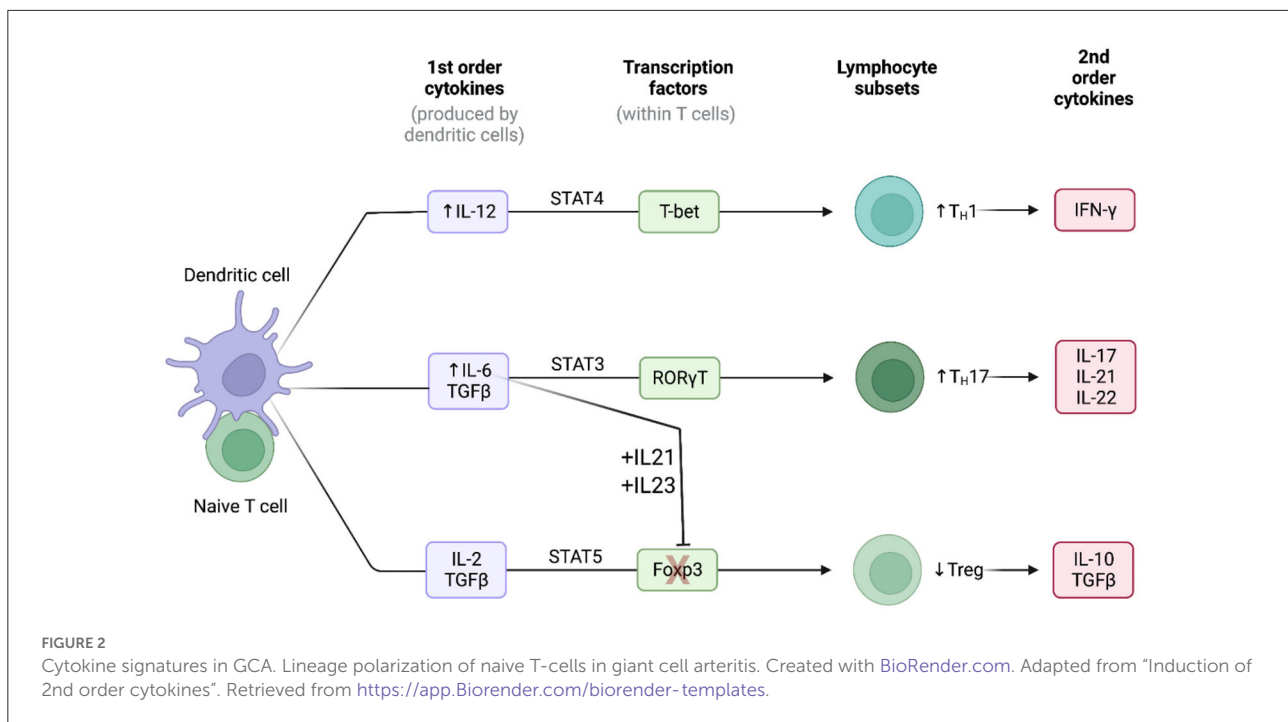 1st order
cytokines
(produced by
dendritic cells)
Transcription
factors
(within T cells)
Lymphocyte
subsets
2nd
order
cytokines
↑IL-12
STAT4
T-bet
↑TH1
IFN-γ
Dendritic cell
Naive T cell
↑IL-6
TGFβ
STAT3
RORγT
↑TH17
IL-17
IL-21
IL-22
+IL21
+IL23
IL-2
TGFβ
STAT5
Foxp3
X
↓Treg
IL-10
TGFβ
FIGURE 2
Cytokine signatures in GCA. Lineage polarization of naive T-cells in giant cell arteritis. Created with BioRender.com. Adapted from “Induction of
2nd order cytokines”. Retrieved from https://app.Biorender.com/biorender-templates.